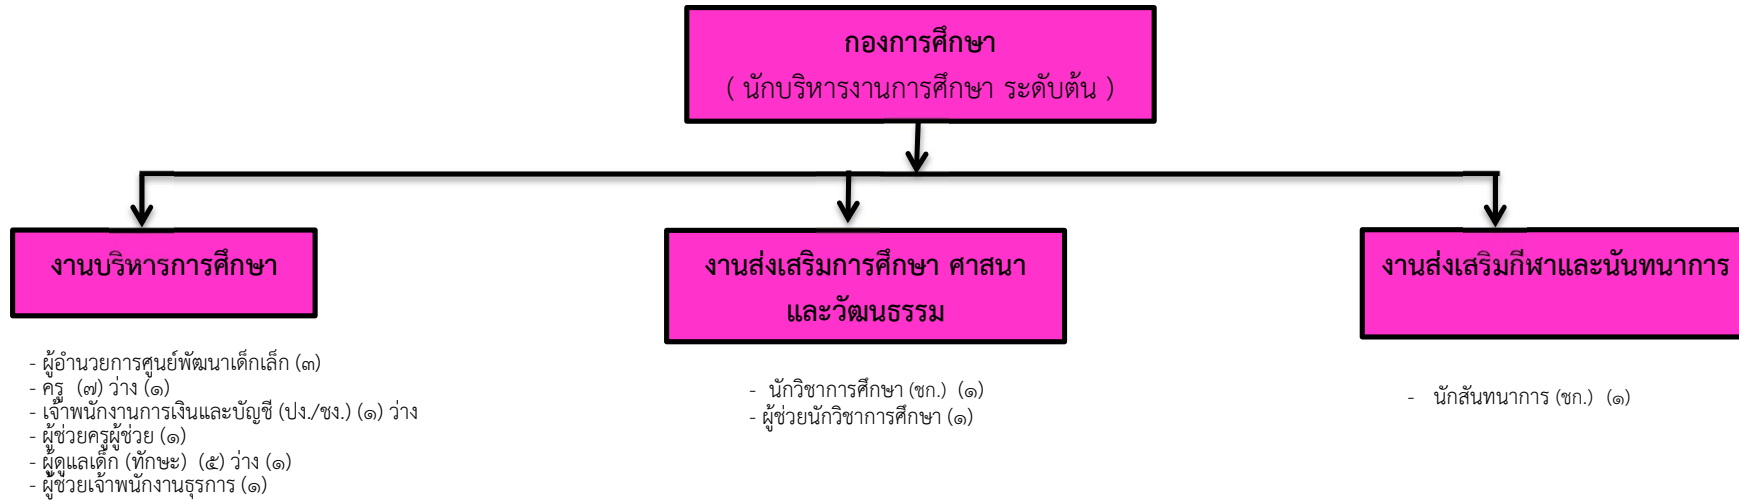 กองการศึกษา
( นักบริหารงานการศึกษา ระดับต้น )
งานบริหารการศึกษา
- ผู้อำนวยการศูนย์พัฒนาเด็กเล็ก (๓)
- ครู (๗) ว่าง (๑)
- เจ้าพนักงานการเงินและบัญชี (ปง./ชง.) (๑) ว่าง
- ผู้ช่วยครูผู้ช่วย (๑)
- ผู้ดูแลเด็ก (ทักษะ) (๕) ว่าง (๑)
- ผู้ช่วยเจ้าพนักงานธุรการ (๑)
งานส่งเสริมการศึกษา ศาสนา
และวัฒนธรรม
- นักวิชาการศึกษา (ชก.) (๑)
- ผู้ช่วยนักวิชาการศึกษา (๑)
งานส่งเสริมกีฬาและนันทนาการ
- นักสันทนาการ (ชก.) (๑)